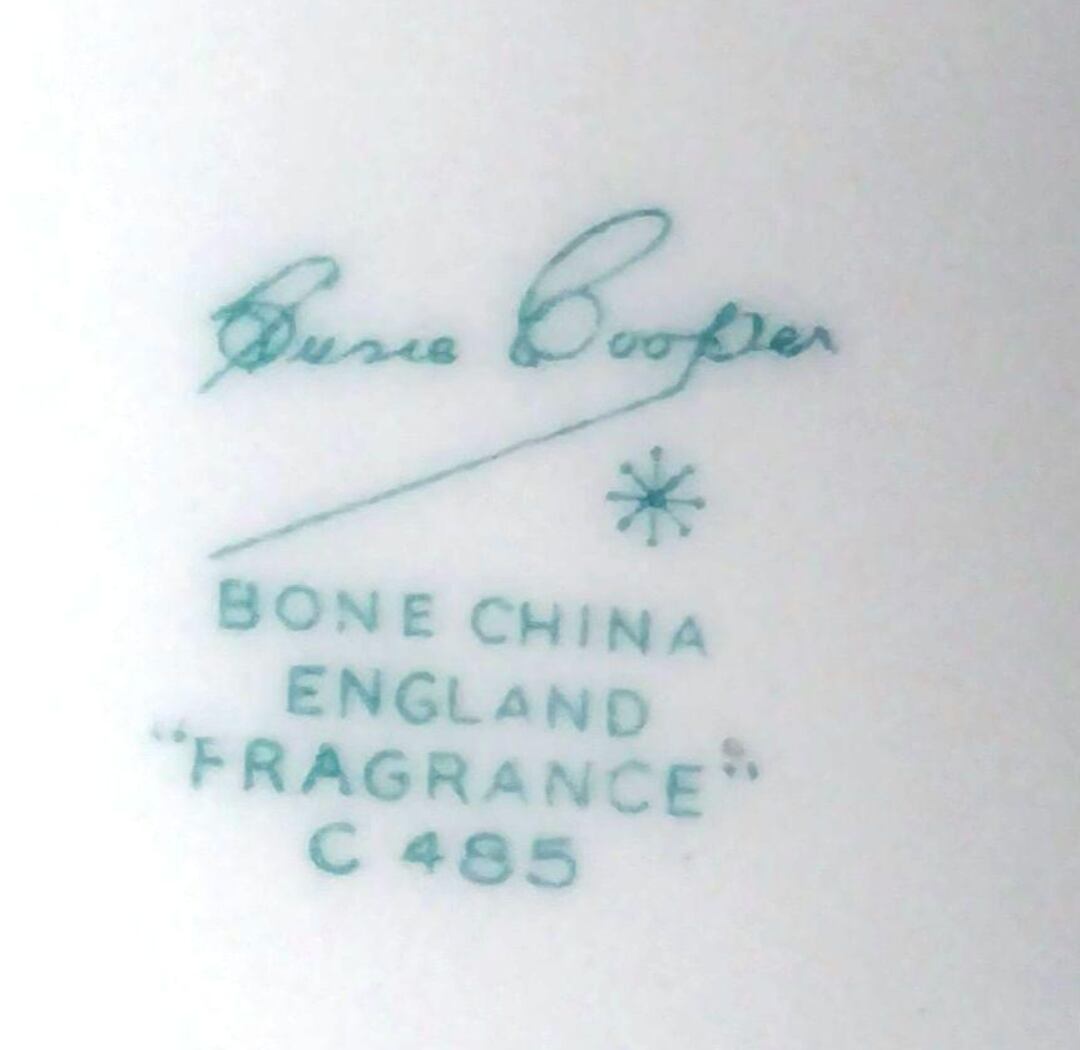 Susie Cooper
BONE CHINA
ENGLAND
"FRAGRANCE"
C 485